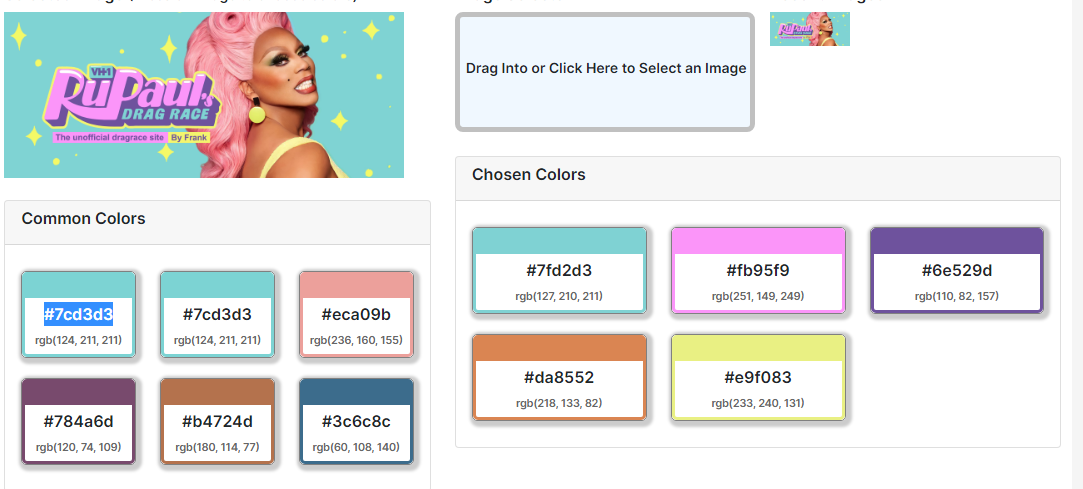 VH1
RuPaul's
DRAG RACE
The unofficial dragrace site By Frank
Drag Into or Click Here to Select an Image
Common Colors
#7cd3d3
rgb(124, 211, 211)
#7cd3d3
rgb(124, 211, 211)
#eca09b
rgb(236, 160, 155)
#784a6d
rgb(120, 74, 109)
#b4724d
rgb(180, 114, 77)
#3c6c8c
rgb(60, 108, 140)
Chosen Colors
#7fd2d3
rgb(127, 210, 211)
#fb95f9
rgb(251, 149, 249)
#6e529d
rgb(110, 82, 157)
#da8552
rgb(218, 133, 82)
#e9f083
rgb(233, 240, 131)